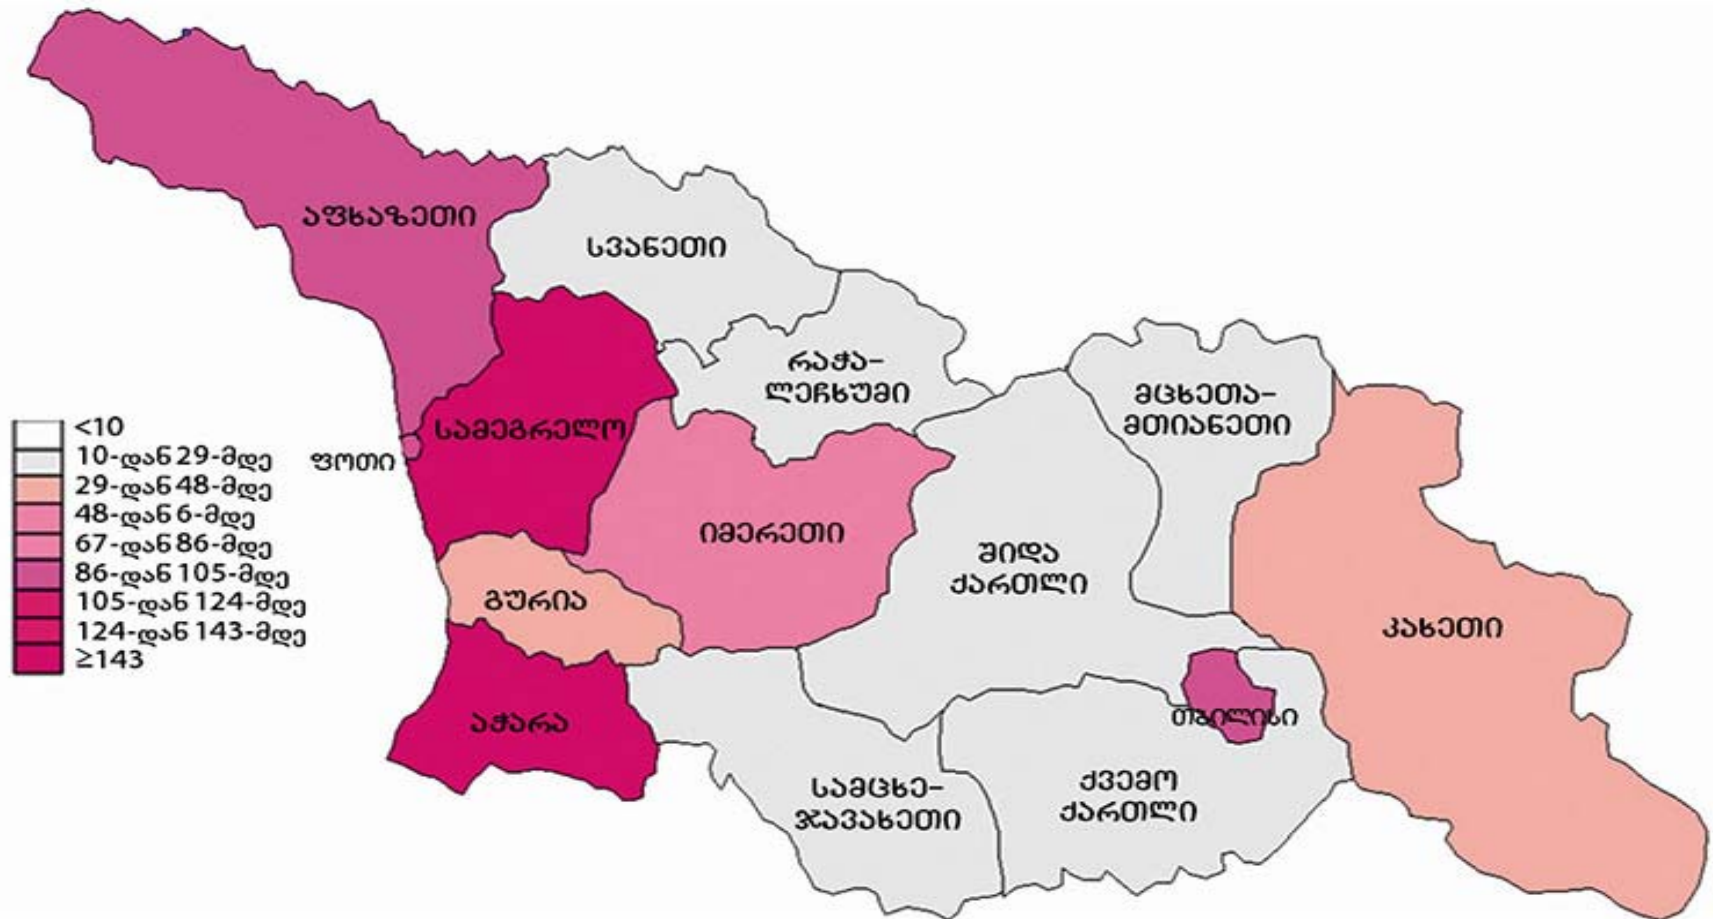 აფხაზეთი
სვანეთი
რაჭა-
ლეჩხუმი
მცხეთა-
მთიანეთი
სამეგრელო
ფოთი
იმერეთი
შიდა
ქართლი
გურია
კახეთი
აჭარა
თბილისი
სამცხე-
ჯავახეთი
ქვემო
ქართლი
<10
10-დან 29-მდე
29-დან 48-მდე
48-დან 6-მდე
67-დან 86-მდე
86-დან 105-მდე
105-დან 124-მდე
124-დან 143-მდე
≥143